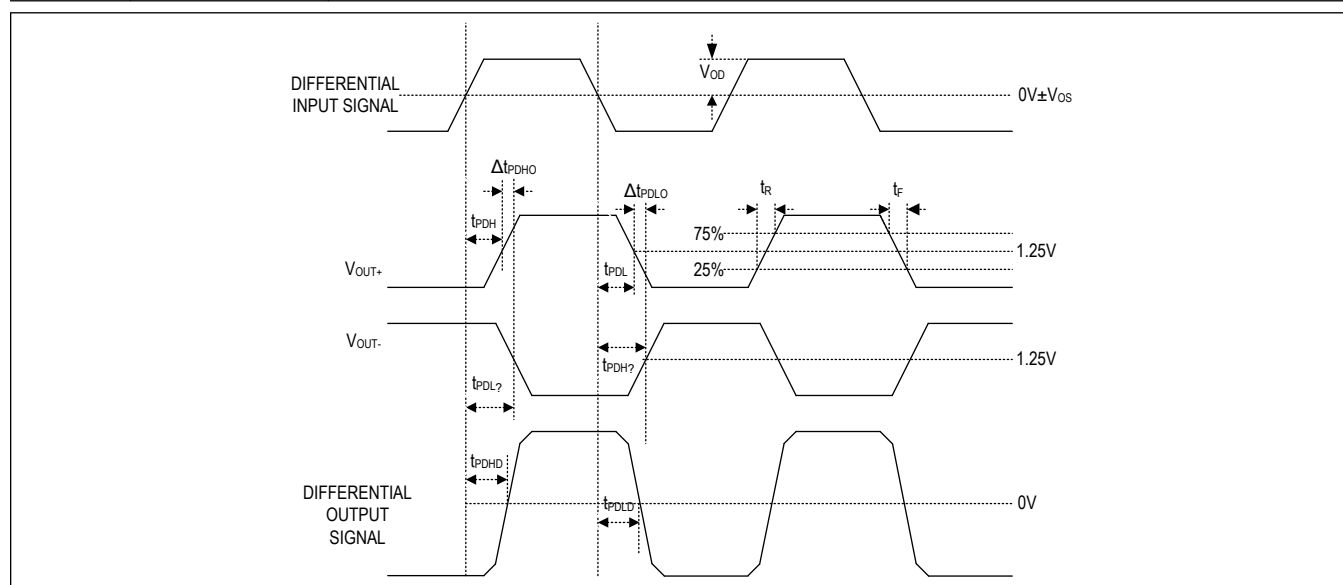 DIFFERENTIAL
INPUT SIGNAL
VOD
0V±VOS
ΔtPDHO
ΔtPDLO
tR
tF
tPDH
75%
1.25V
tPDL
25%
VOUT+
VOUT-
tPDH?
1.25V
tPDL?
tPDHD
DIFFERENTIAL
OUTPUT
SIGNAL
tPDLD
0V